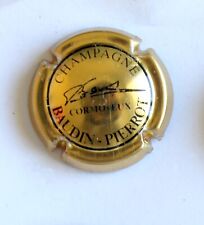 CHAMPAGNE
CORMOYEUX
BAUDIN - PIERROT